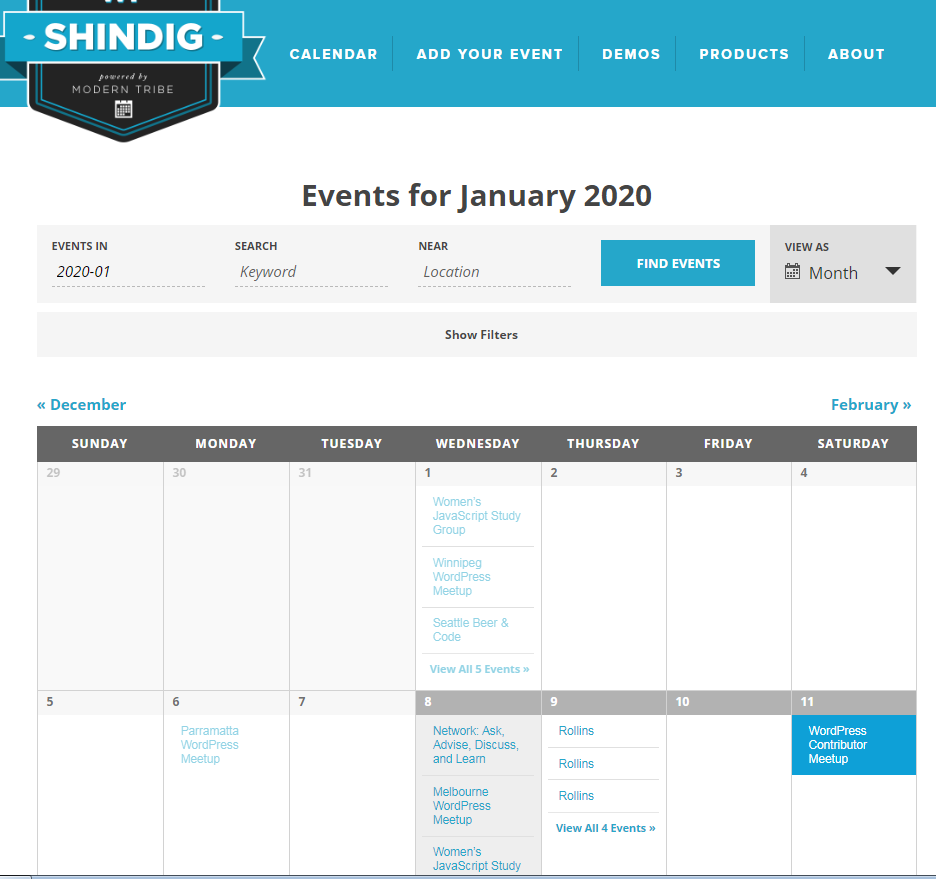 SHINDIG
powered by
MODERN TRIBE
CALENDAR ADD YOUR EVENT DEMOS PRODUCTS ABOUT
Events for January 2020
EVENTS IN SEARCH NEAR
2020-01 Keyword Location
FIND EVENTS
VIEW AS
Month
Show Filters
« December February »
SUNDAY MONDAY TUESDAY WEDNESDAY THURSDAY FRIDAY SATURDAY
29 30 31 1 2 3 4
Women's
JavaScript Study
Group
Winnipeg
WordPress
Meetup
Seattle Beer &
Code
View All 5 Events »
5 6 7 8 9 10 11
Parramatta
WordPress
Meetup
Network: Ask,
Advise, Discuss,
and Learn
Melbourne
WordPress
Meetup
Women's
JavaScript Study
Rollins
Rollins
Rollins
View All 4 Events »
WordPress
Contributor
Meetup